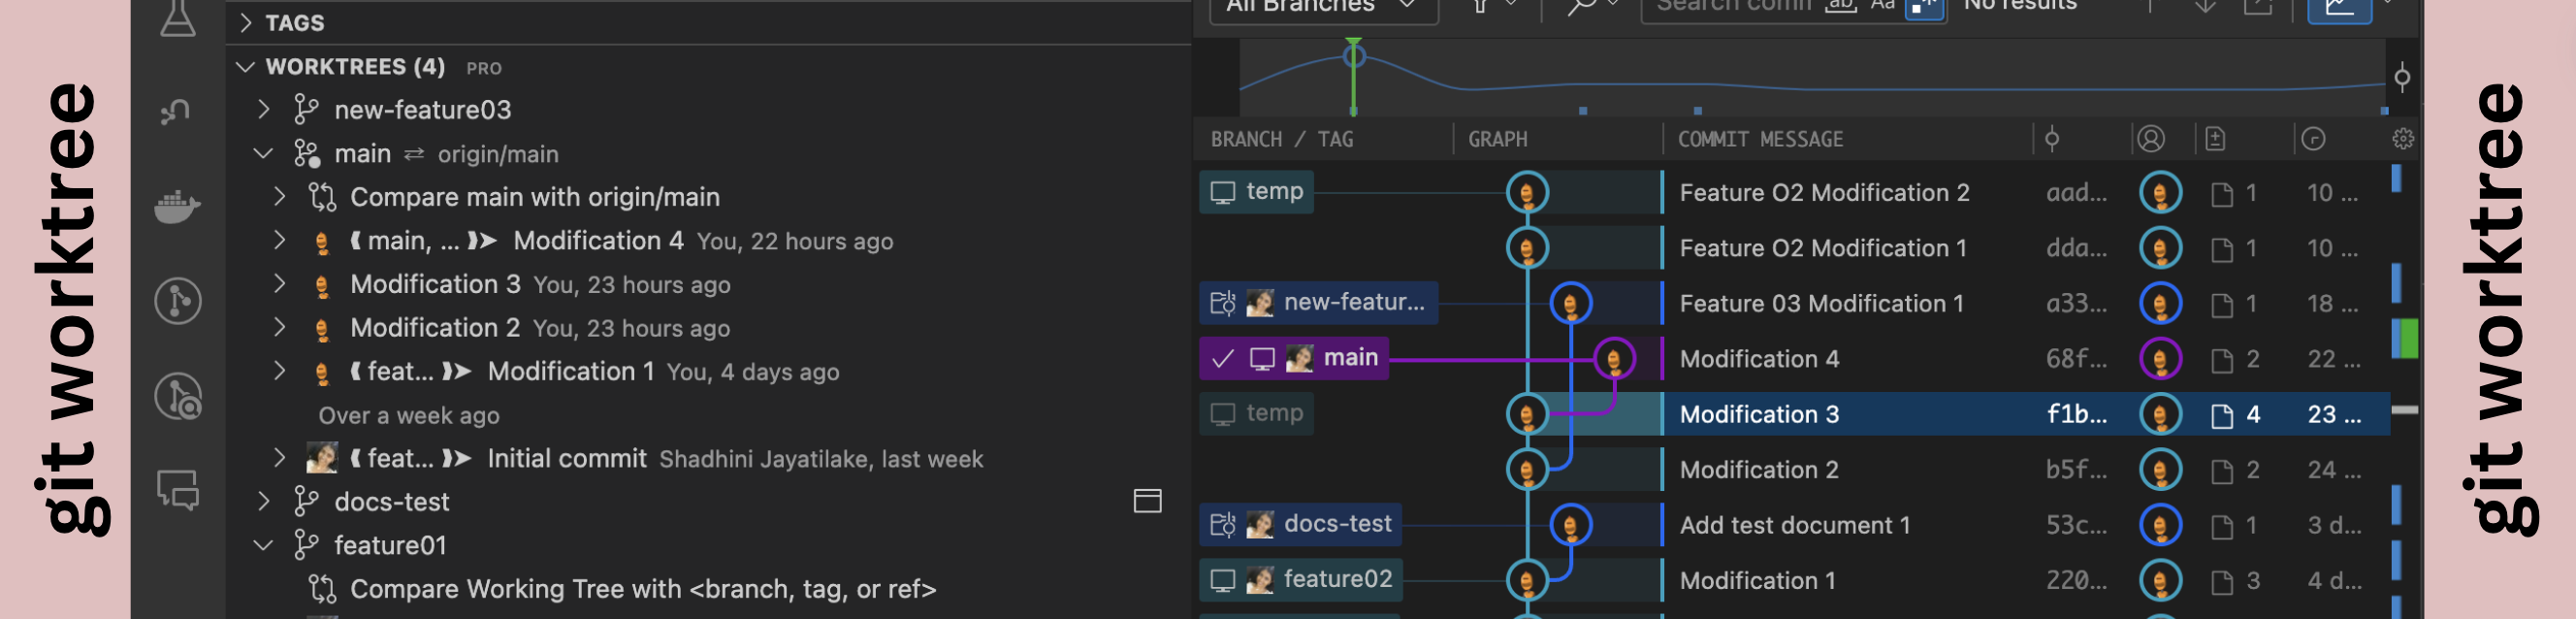 git worktree
TAGS
WORKTREES (4) PRO
new-feature03
main ⇄ origin/main
Compare main with origin/main
⦗main, ... ⦘➤ Modification 4 You, 22 hours ago
Modification 3 You, 23 hours ago
Modification 2 You, 23 hours ago
⦗feat... ⦘➤ Modification 1 You, 4 days ago
Over a week ago
⦗feat... ⦘➤ Initial commit Shadhini Jayatilake, last week
docs-test
feature01
Compare Working Tree with <branch, tag, or ref>
All Branches Search comm ab Aa .* No results
BRANCH / TAG GRAPH COMMIT MESSAGE
temp Feature O2 Modification 2 aad... 1 10 ...
Feature O2 Modification 1 dda... 1 10 ...
new-featur... Feature 03 Modification 1 a33... 1 18 ...
main Modification 4 68f... 2 22 ...
temp Modification 3 f1b... 4 23 ...
Modification 2 b5f... 2 24 ...
docs-test Add test document 1 53c... 1 3 d...
feature02 Modification 1 220... 3 4 d...
git worktree